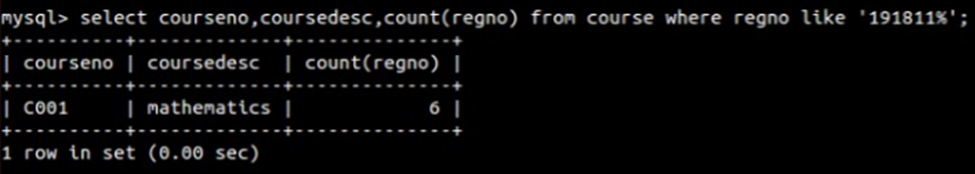 mysql> select courseno,coursedesc,count(regno) from course where regno like '191811%';
+----------+-------------+--------------+
| courseno | coursedesc  | count(regno) |
+----------+-------------+--------------+
| C001     | mathematics |            6 |
+----------+-------------+--------------+
1 row in set (0.00 sec)